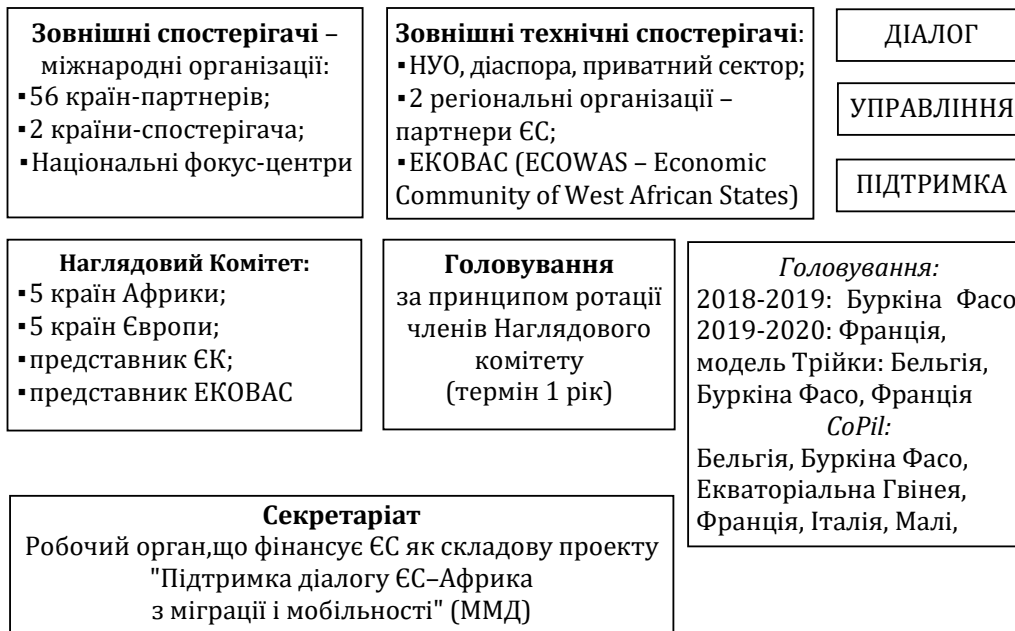 Зовнішні спостерігачі –
міжнародні організації:
▪56 країн-партнерів;
▪2 країни-спостерігача;
▪Національні фокус-центри
Зовнішні технічні спостерігачі:
▪НУО, діаспора, приватний сектор;
▪2 регіональні організації –
партнери ЄС;
▪ЕКОВАС (ECOWAS – Economic
Community of West African States)
ДІАЛОГ
УПРАВЛІННЯ
ПІДТРИМКА
Наглядовий Комітет:
▪5 країн Африки;
▪5 країн Європи;
▪представник ЄК;
▪представник ЕКОВАС
Головування
за принципом ротації
членів Наглядового
комітету
(термін 1 рік)
Головування:
2018-2019: Буркіна Фасо
2019-2020: Франція,
модель Трійки: Бельгія,
Буркіна Фасо, Франція
CoPil:
Бельгія, Буркіна Фасо,
Екваторіальна Гвінея,
Франція, Італія, Малі,
Секретаріат
Робочий орган,що фінансує ЄС як складову проекту
"Підтримка діалогу ЄС–Африка
з міграції і мобільності" (ММД)